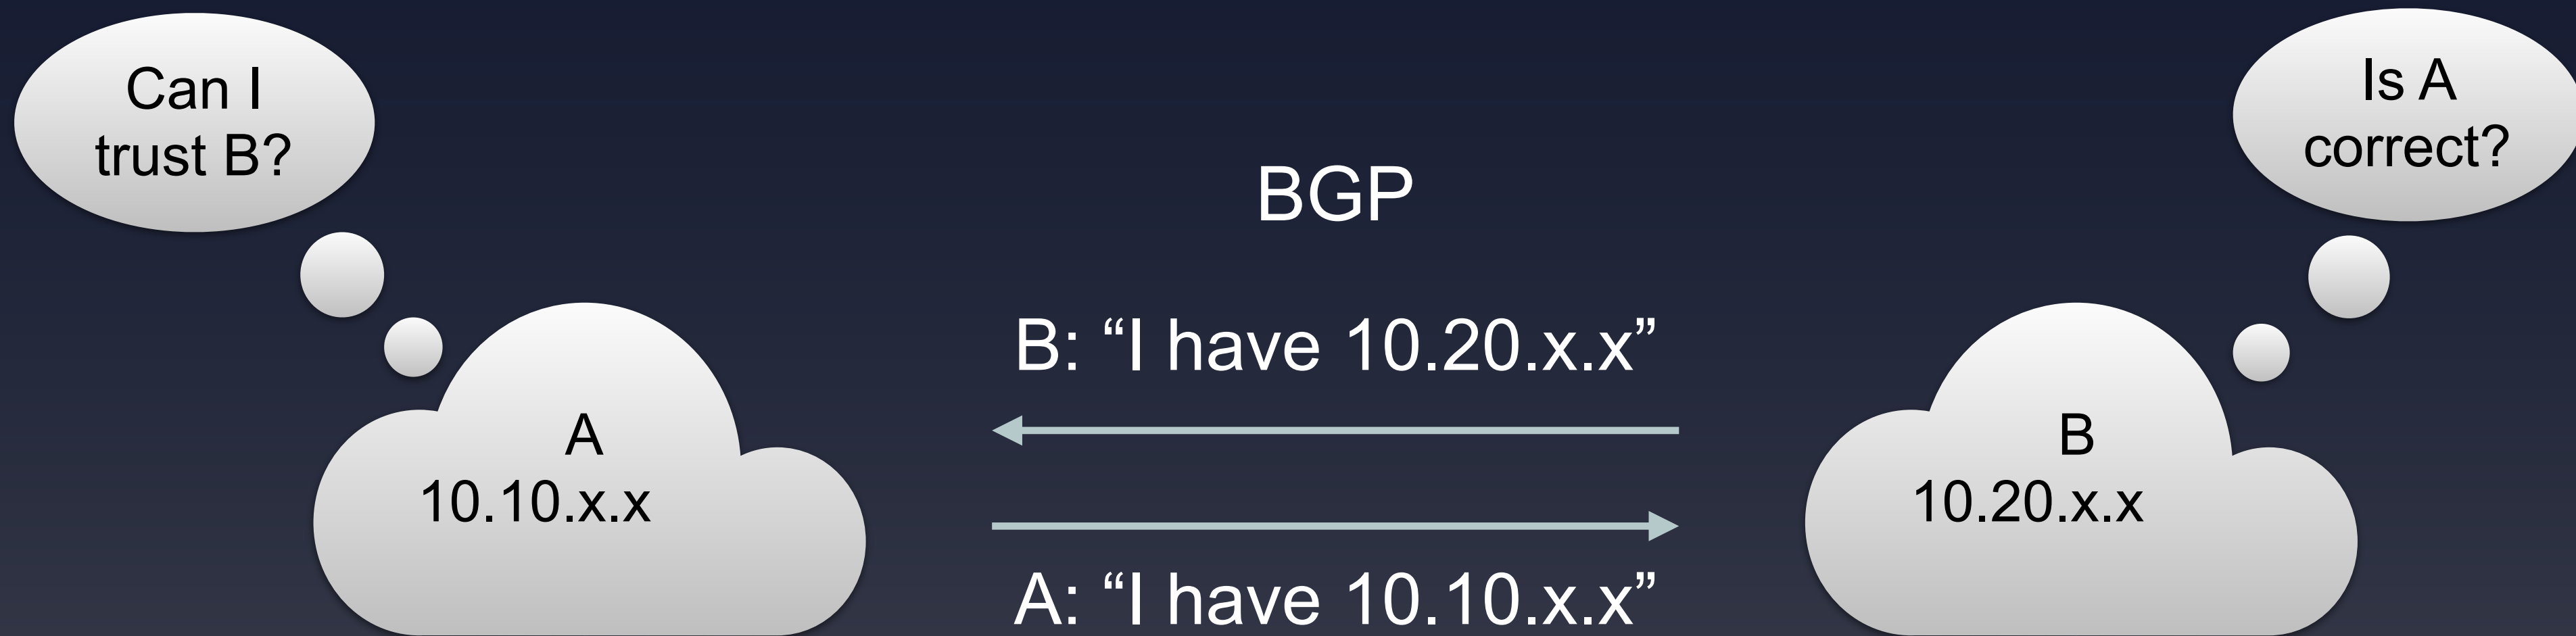 Can I
trust B?
Is A
correct?
BGP
B: “I have 10.20.x.x”
A
10.10.x.x
B
10.20.x.x
A: “I have 10.10.x.x”